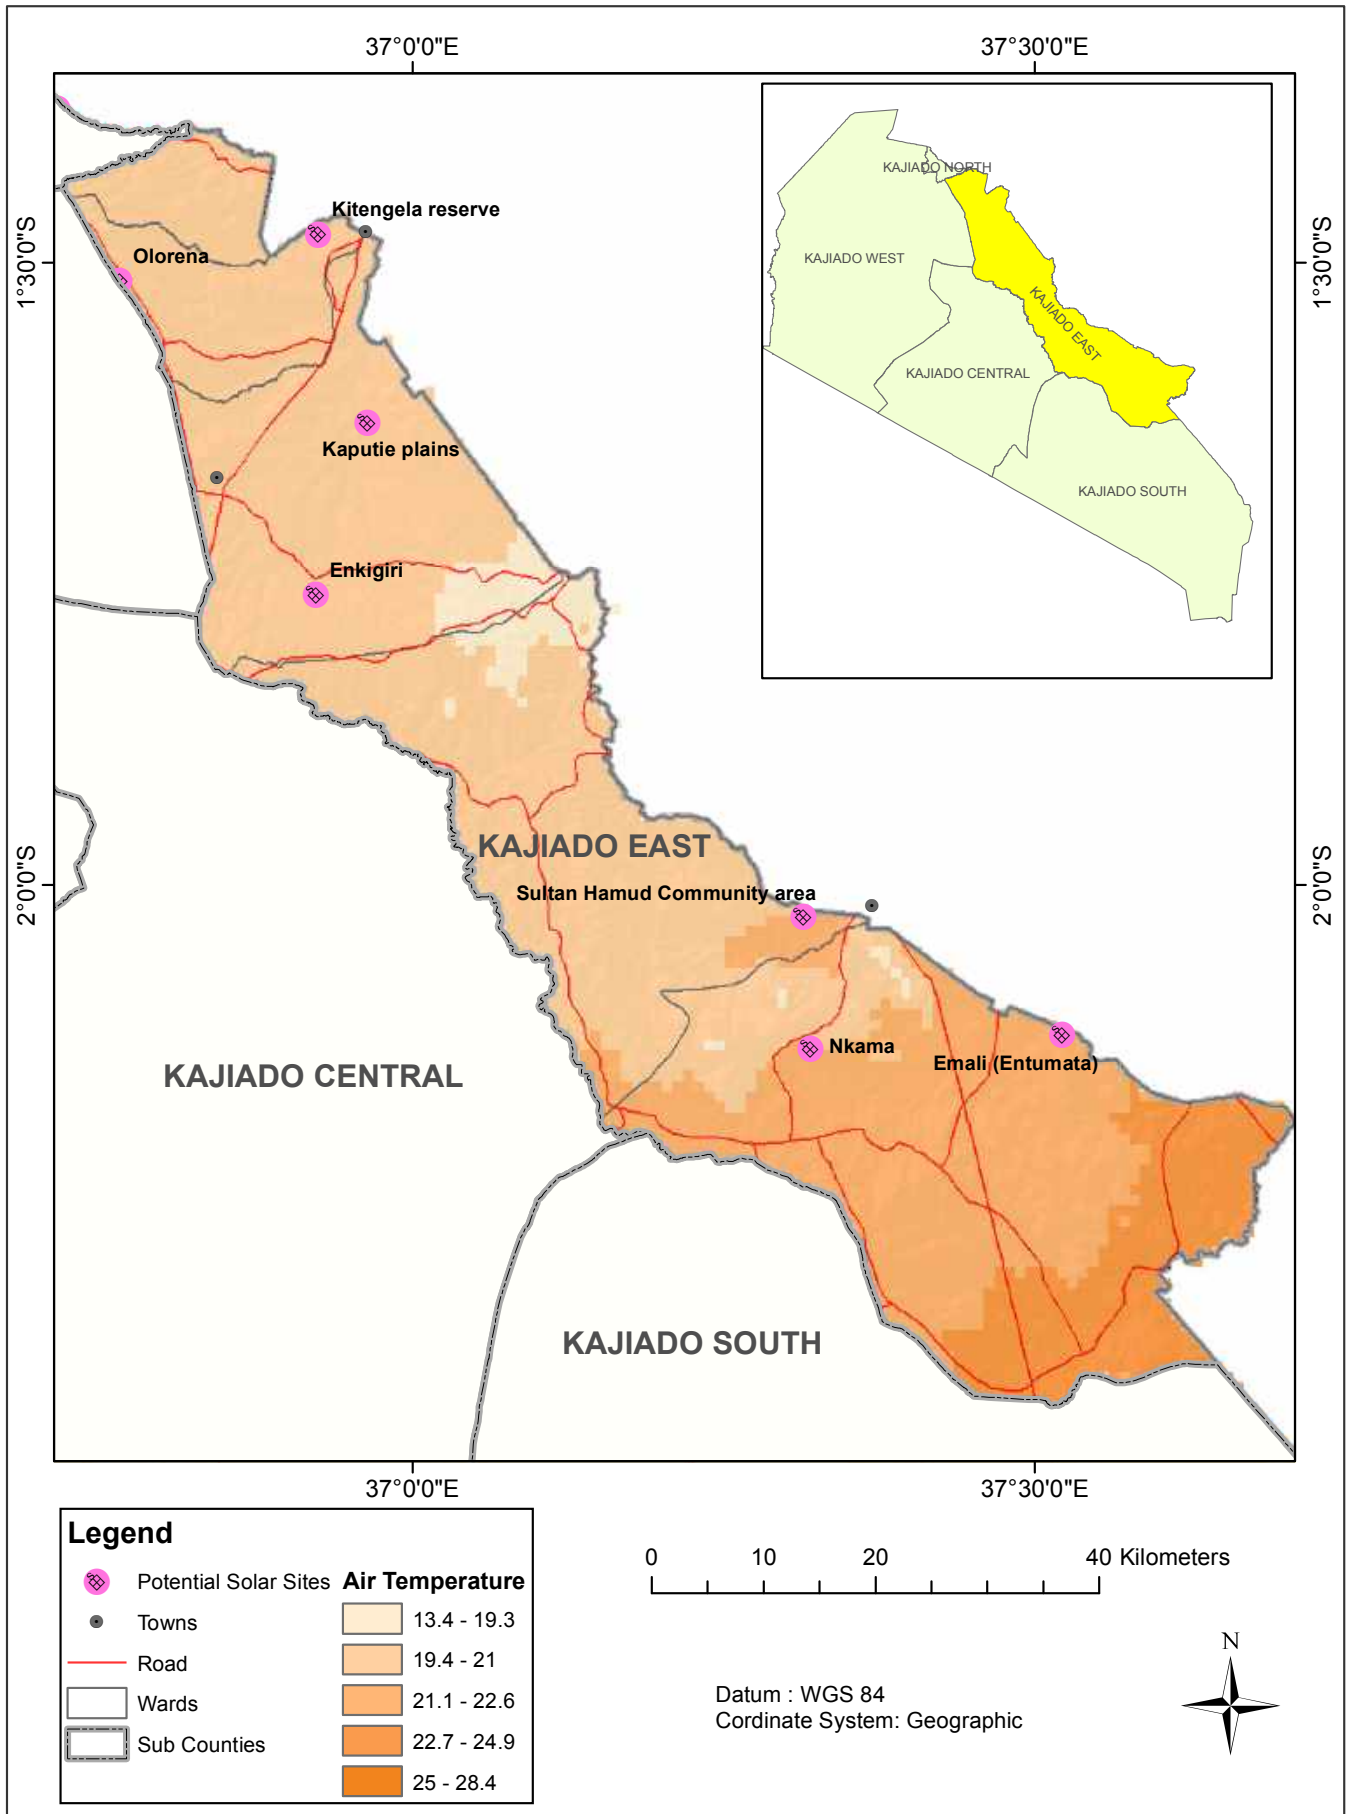 37°0'0"E
37°30'0"E
KAJIADO NORTH
KAJIADO WEST
KAJIADO EAST
KAJIADO CENTRAL
KAJIADO SOUTH
1°30'0"S
1°30'0"S
Kitengela reserve
Olorena
Kaputie plains
Enkigiri
KAJIADO EAST
2°0'0"S
2°0'0"S
Sultan Hamud Community area
Nkama
Emali (Entumata)
KAJIADO CENTRAL
KAJIADO SOUTH
37°0'0"E
37°30'0"E
Legend
Potential Solar Sites
Towns
Road
Wards
Sub Counties
Air Temperature
13.4 - 19.3
19.4 - 21
21.1 - 22.6
22.7 - 24.9
25 - 28.4
0 10 20 40 Kilometers
N
Datum : WGS 84
Cordinate System: Geographic